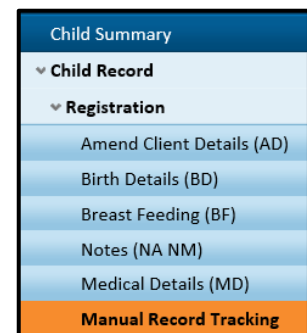 Child Summary
Child Record
Registration
Amend Client Details (AD)
Birth Details (BD)
Breast Feeding (BF)
Notes (NA NM)
Medical Details (MD)
Manual Record Tracking